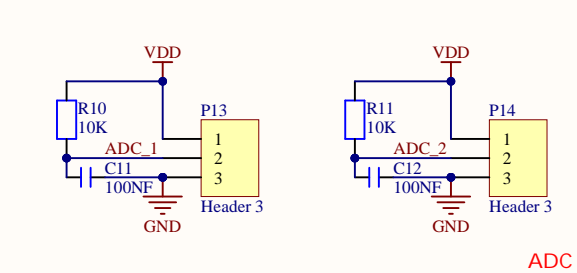 VDD
R10
10K
P13
1
ADC_1
2
C11
3
100NF
Header 3
GND
VDD
R11
10K
P14
1
ADC_2
2
C12
3
100NF
Header 3
GND
ADC